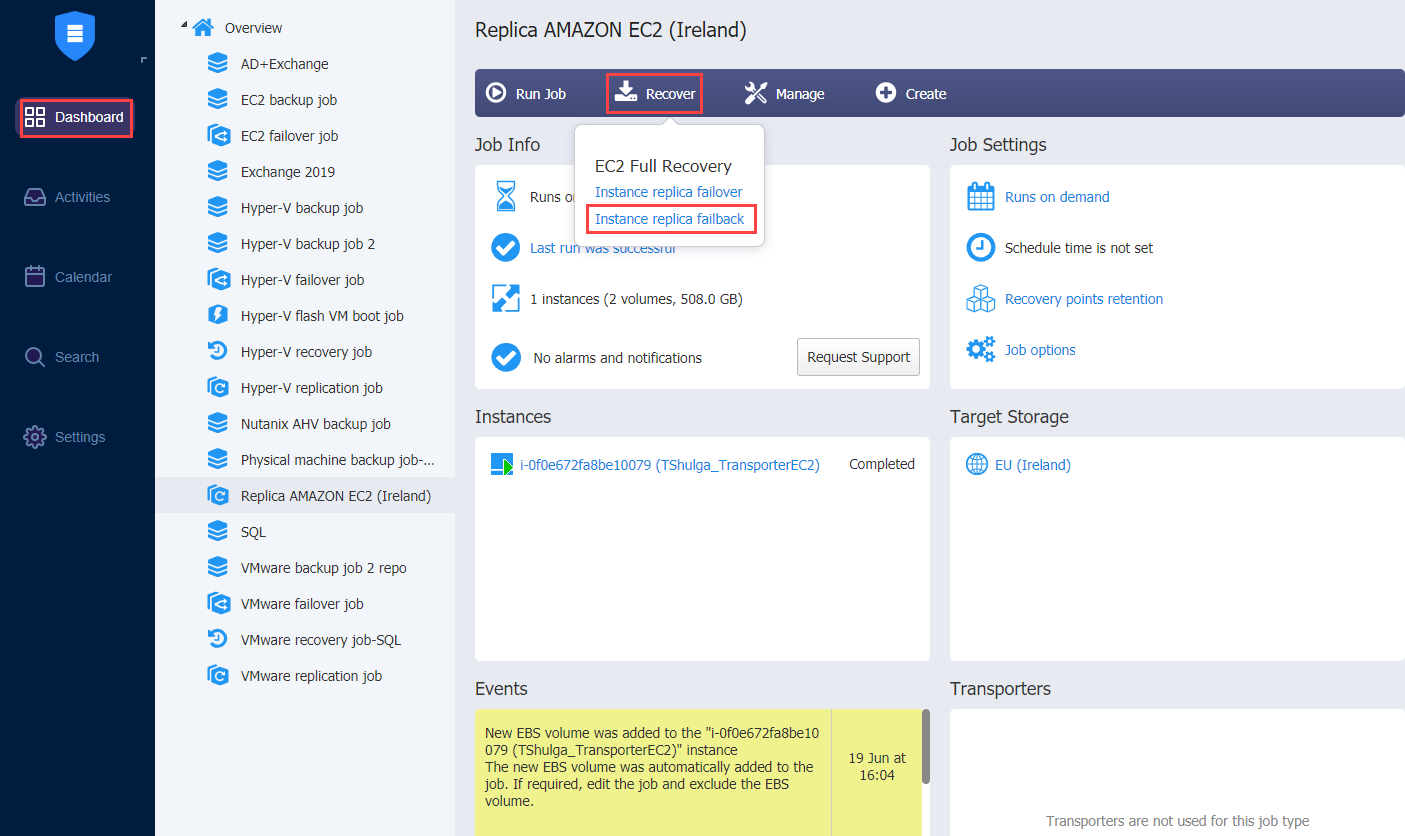 Dashboard
Activities
Calendar
Search
Settings
Overview
AD+Exchange
EC2 backup job
EC2 failover job
Exchange 2019
Hyper-V backup job
Hyper-V backup job 2
Hyper-V failover job
Hyper-V flash VM boot job
Hyper-V recovery job
Hyper-V replication job
Nutanix AHV backup job
Physical machine backup job-...
Replica AMAZON EC2 (Ireland)
SQL
VMware backup job 2 repo
VMware failover job
VMware recovery job-SQL
VMware replication job
Replica AMAZON EC2 (Ireland)
Run Job
Recover
Manage
Create
EC2 Full Recovery
Instance replica failover
Instance replica failback
Job Info
Runs o
Last run was successful
1 instances (2 volumes, 508.0 GB)
No alarms and notifications
Request Support
Job Settings
Runs on demand
Schedule time is not set
Recovery points retention
Job options
Instances
i-0f0e672fa8be10079 (TShulga_TransporterEC2)
Completed
Target Storage
EU (Ireland)
Events
New EBS volume was added to the "i-0f0e672fa8be10
079 (TShulga_TransporterEC2)" instance
The new EBS volume was automatically added to the
job. If required, edit the job and exclude the EBS
volume.
19 Jun at
16:04
Transporters
Transporters are not used for this job type